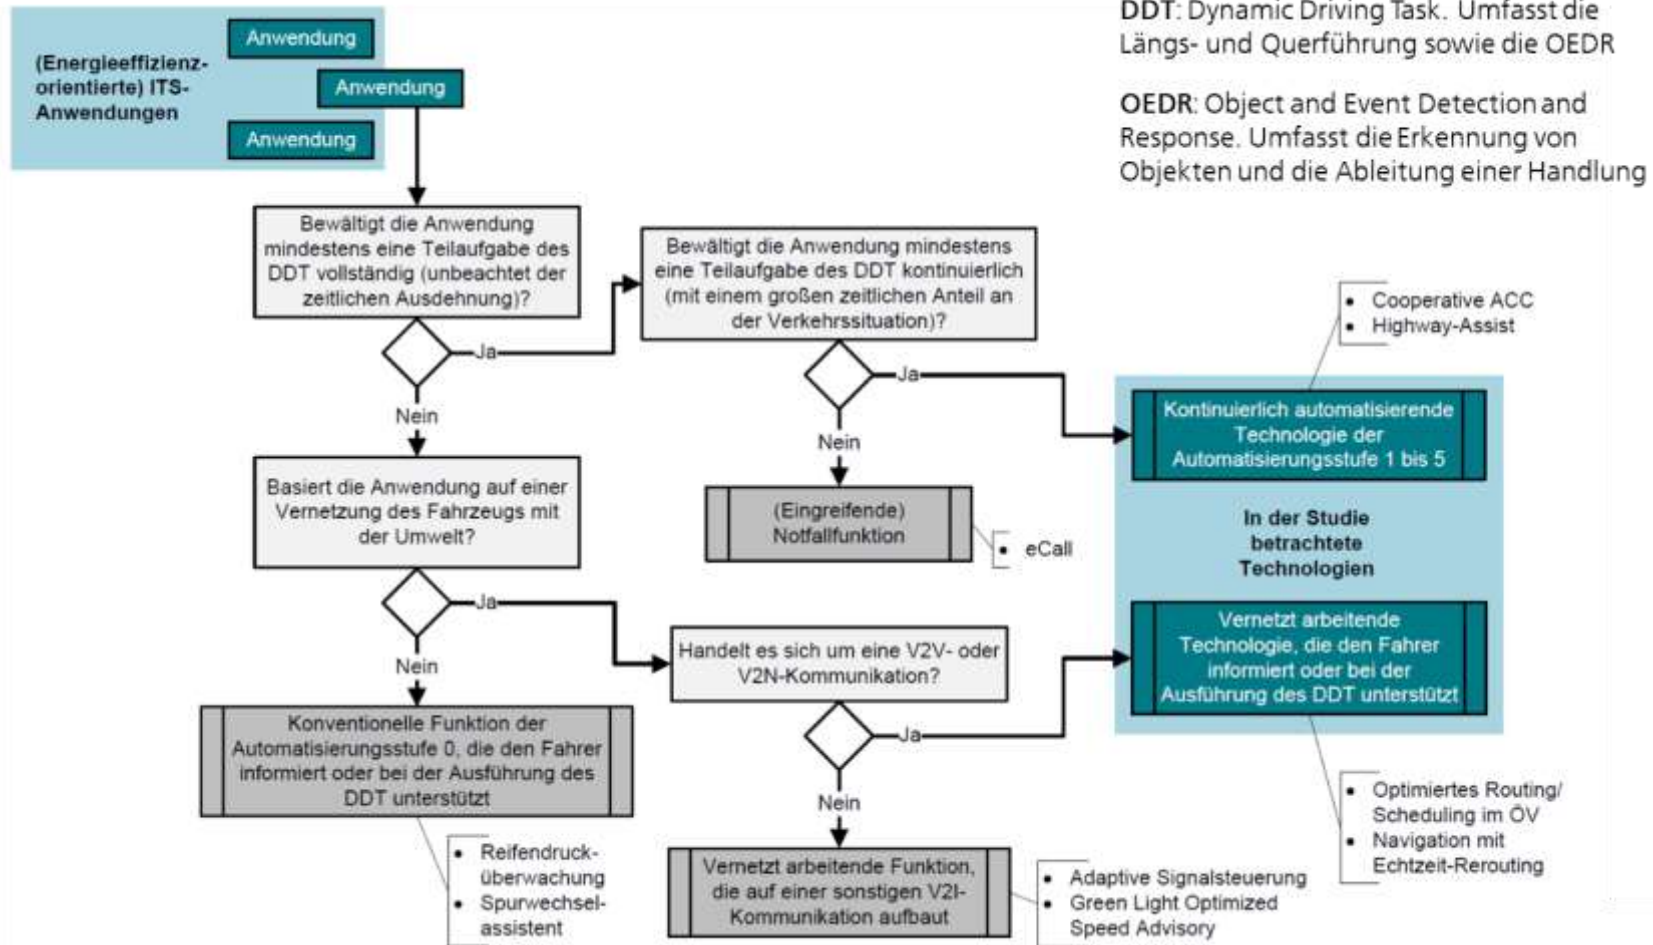 (Energieeffizienz-
orientierte) ITS-
Anwendungen
Anwendung
Anwendung
Anwendung
DDT: Dynamic Driving Task. Umfasst die
Längs- und Querführung sowie die OEDR
OEDR: Object and Event Detection and
Response. Umfasst die Erkennung von
Objekten und die Ableitung einer Handlung
Bewältigt die Anwendung
mindestens eine Teilaufgabe des
DDT vollständig (unbeachtet der
zeitlichen Ausdehnung)?
Ja
Nein
Bewältigt die Anwendung mindestens
eine Teilaufgabe des DDT kontinuierlich
(mit einem großen zeitlichen Anteil an
der Verkehrssituation)?
Ja
Nein
• Cooperative ACC
• Highway-Assist
Kontinuierlich automatisierende
Technologie der
Automatisierungsstufe 1 bis 5
(Eingreifende)
Notfallfunktion
• eCall
In der Studie
betrachtete
Technologien
Basiert die Anwendung auf einer
Vernetzung des Fahrzeugs mit
der Umwelt?
Ja
Nein
Handelt es sich um eine V2V- oder
V2N-Kommunikation?
Ja
Nein
Vernetzt arbeitende
Technologie, die den Fahrer
informiert oder bei der
Ausführung des DDT unterstützt
Konventionelle Funktion der
Automatisierungsstufe 0, die den Fahrer
informiert oder bei der Ausführung des
DDT unterstützt
• Reifendruck-
überwachung
• Spurwechsel-
assistent
Vernetzt arbeitende Funktion,
die auf einer sonstigen V2I-
Kommunikation aufbaut
• Adaptive Signalsteuerung
• Green Light Optimized
Speed Advisory
• Optimiertes Routing/
Scheduling im ÖV
• Navigation mit
Echtzeit-Rerouting